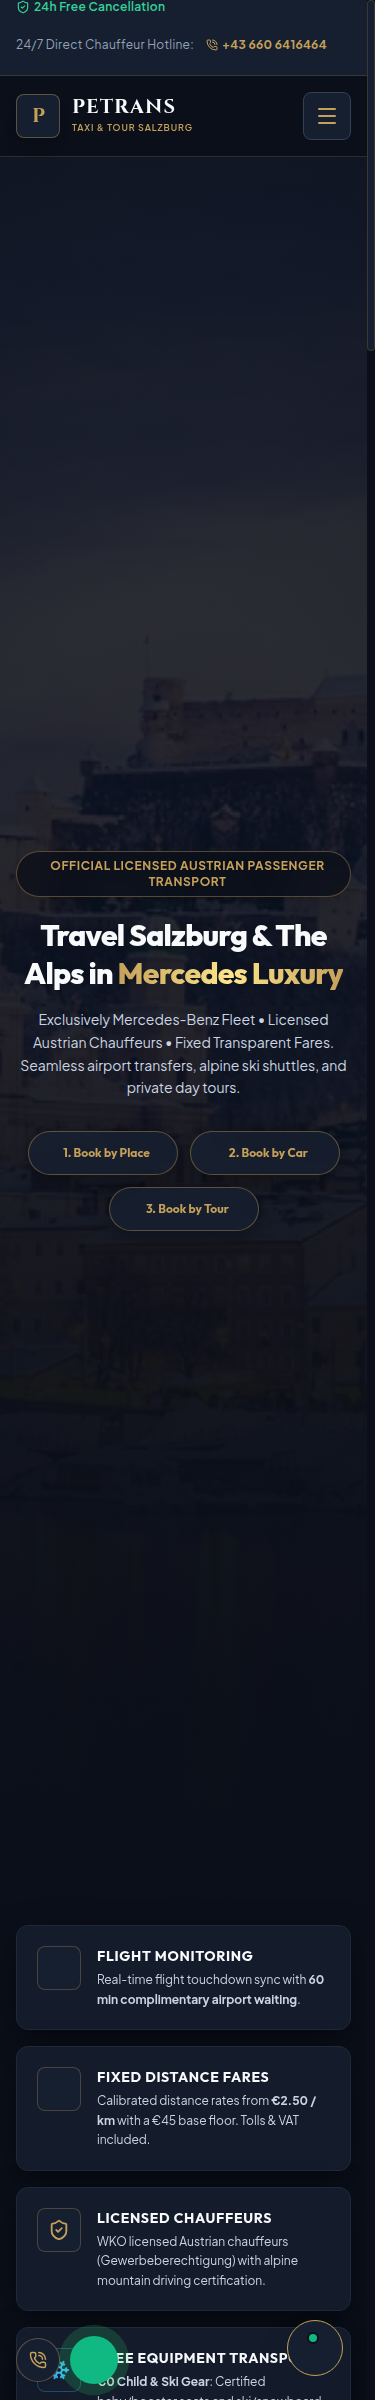 24h Free Cancellation
24/7 Direct Chauffeur Hotline: +43 660 6416464
P PETRANS
TAXI & TOUR SALZBURG
OFFICIAL LICENSED AUSTRIAN PASSENGER
TRANSPORT
Travel Salzburg & The
Alps in Mercedes Luxury
Exclusively Mercedes-Benz Fleet • Licensed
Austrian Chauffeurs • Fixed Transparent Fares.
Seamless airport transfers, alpine ski shuttles, and
private day tours.
1. Book by Place
2. Book by Car
3. Book by Tour
FLIGHT MONITORING
Real-time flight touchdown sync with 60
min complimentary airport waiting.
FIXED DISTANCE FARES
Calibrated distance rates from €2.50 /
km with a €45 base floor. Tolls & VAT
included.
LICENSED CHAUFFEURS
WKO licensed Austrian chauffeurs
(Gewerbeberechtigung) with alpine
mountain driving certification.
EQUIPMENT
Child & Ski Gear: Certified